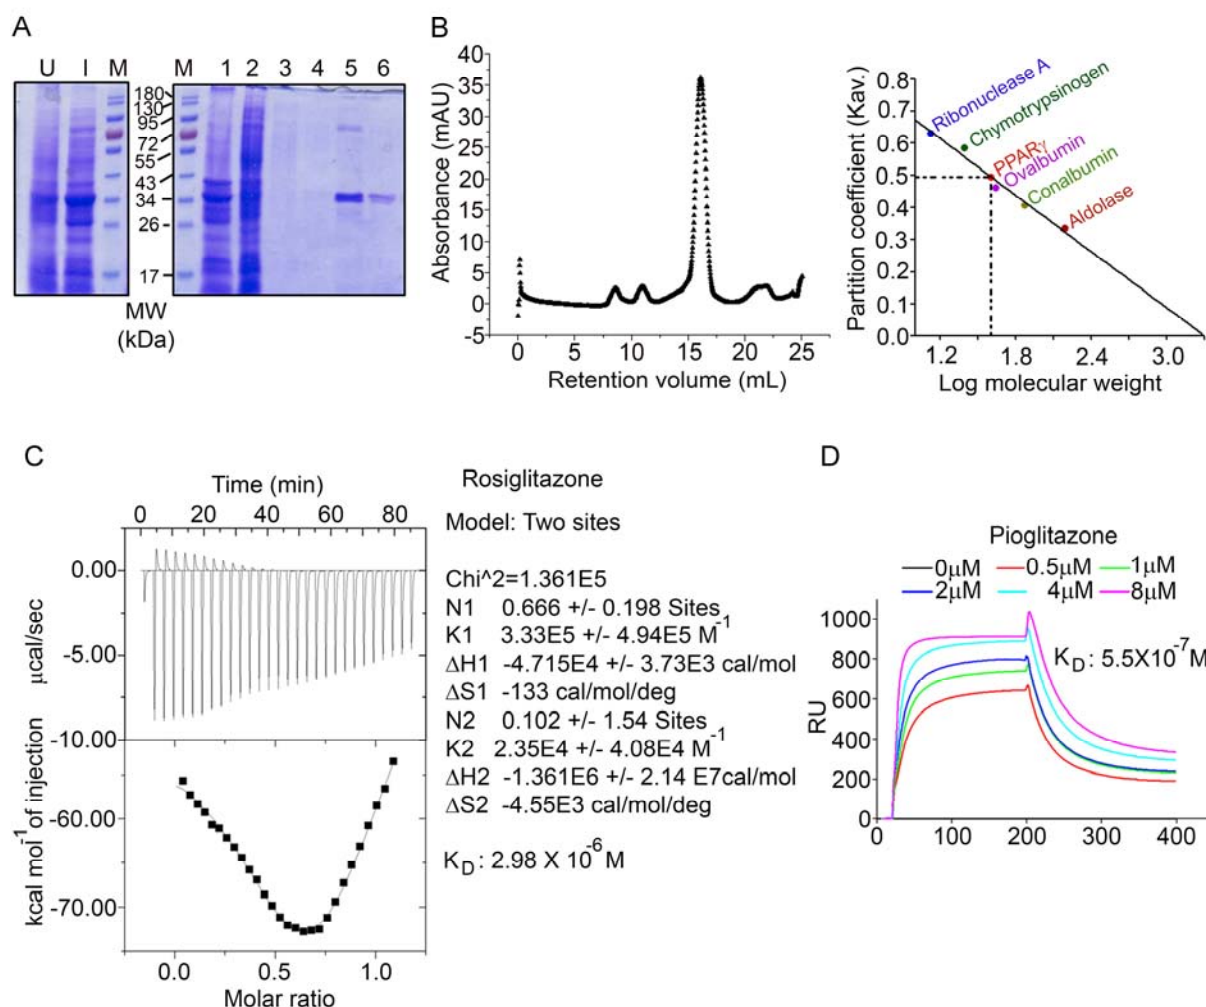 A
U I M
M 1 2 3 4 5 6
180
130
95
72
55
43
34
26
17
MW
(kDa)
B
Absorbance (mAU)
40
35
30
25
20
15
10
5
0
-5
0 5 10 15 20 25
Retention volume (mL)
Partition coefficient (Kav.)
0.8
0.7
0.6
0.5
0.4
0.3
0.2
0.1
0.0
Ribonuclease A
Chymotrypsinogen
PPARγ
Ovalbumin
Conalbumin
Aldolase
1.2 1.8 2.4 3.0
Log molecular weight
C
Time (min)
0 20 40 60 80
µcal/sec
0.00
-5.00
-10.00
kcal mol⁻¹ of injection
-60.00
-70.00
0.0 0.5 1.0
Molar ratio
Rosiglitazone
Model: Two sites
Chi^2=1.361E5
N1 0.666 +/- 0.198 Sites
K1 3.33E5 +/- 4.94E5 M⁻¹
ΔH1 -4.715E4 +/- 3.73E3 cal/mol
ΔS1 -133 cal/mol/deg
N2 0.102 +/- 1.54 Sites
K2 2.35E4 +/- 4.08E4 M⁻¹
ΔH2 -1.361E6 +/- 2.14 E7cal/mol
ΔS2 -4.55E3 cal/mol/deg
K_D : 2.98 X 10⁻⁶ M
D
Pioglitazone
0µM 0.5µM 1µM
2µM 4µM 8µM
RU
1000
800
600
400
200
0
K_D : 5.5X10⁻⁷M
0 100 200 300 400